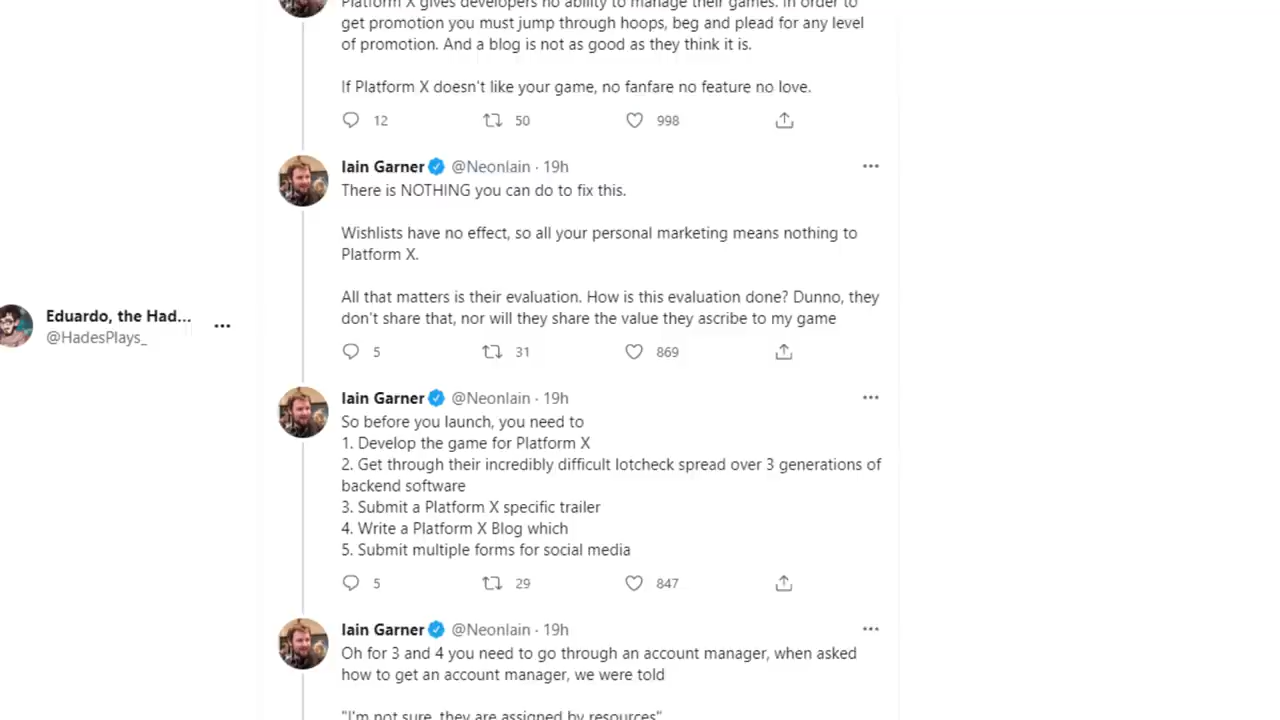 Platform X gives developers no ability to manage their games. In order to
get promotion you must jump through hoops, beg and plead for any level
of promotion. And a blog is not as good as they think it is.
If Platform X doesn't like your game, no fanfare no feature no love.
12 50 998
Iain Garner @NeonIain · 19h ...
There is NOTHING you can do to fix this.
Wishlists have no effect, so all your personal marketing means nothing to
Platform X.
All that matters is their evaluation. How is this evaluation done? Dunno, they
don't share that, nor will they share the value they ascribe to my game
5 31 869
Eduardo, the Had... ...
@HadesPlays_
Iain Garner @NeonIain · 19h ...
So before you launch, you need to
1. Develop the game for Platform X
2. Get through their incredibly difficult lotcheck spread over 3 generations of
backend software
3. Submit a Platform X specific trailer
4. Write a Platform X Blog which
5. Submit multiple forms for social media
5 29 847
Iain Garner @NeonIain · 19h ...
Oh for 3 and 4 you need to go through an account manager, when asked
how to get an account manager, we were told
"I'm not sure, they are assigned by resources"